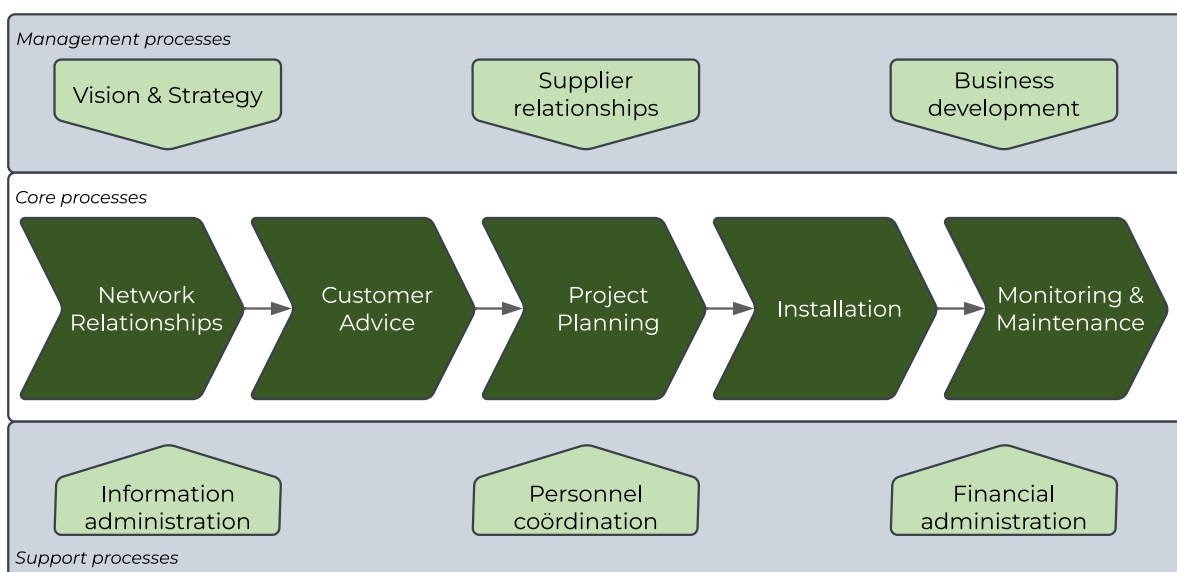 Management processes
Vision & Strategy
Supplier
relationships
Business
development
Core processes
Network
Relationships
Customer
Advice
Project
Planning
Installation
Monitoring &
Maintenance
Information
administration
Personnel
coördination
Financial
administration
Support processes